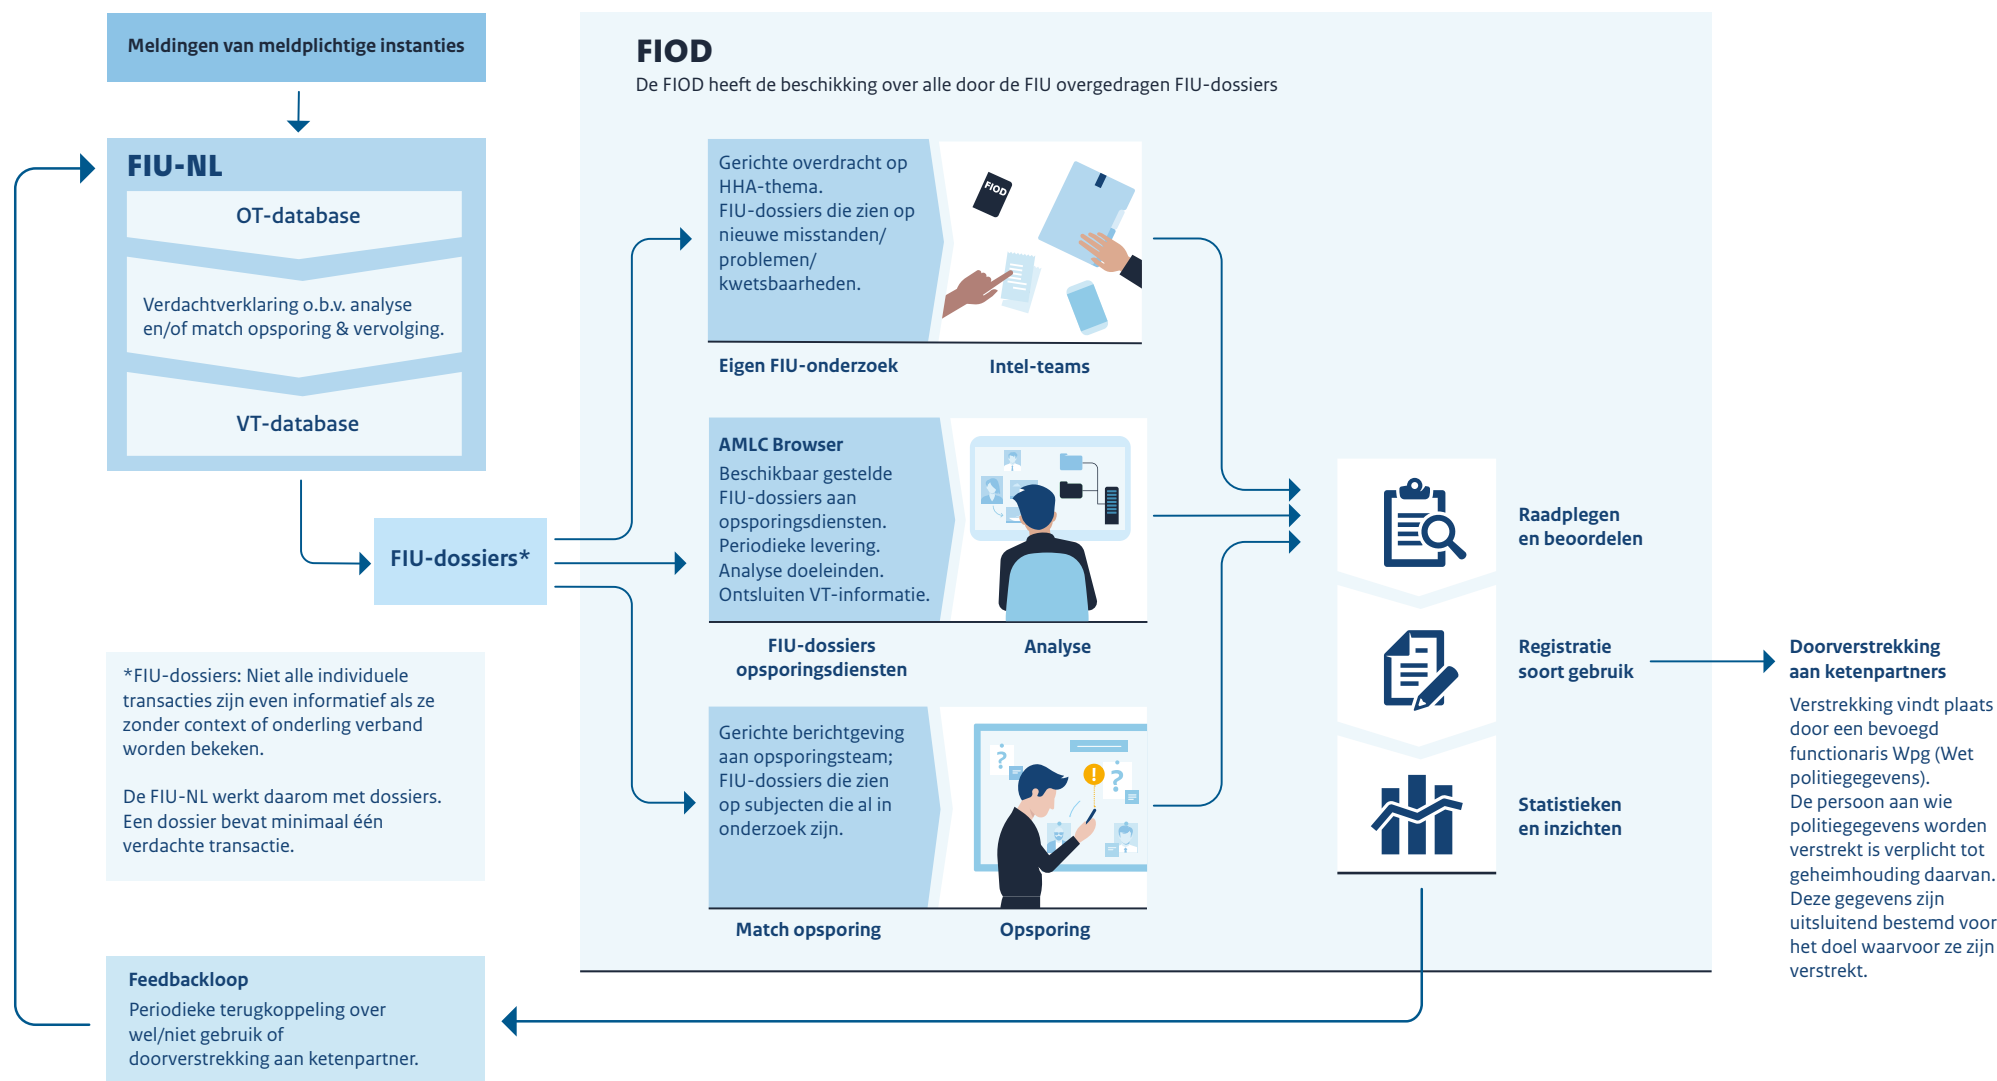 Meldingen van meldplichtige instanties
FIU-NL
OT-database
Verdachtverklaring o.b.v. analyse
en/of match opsporing & vervolging.
VT-database
FIU-dossiers*
*FIU-dossiers: Niet alle individuele
transacties zijn even informatief als ze
zonder context of onderling verband
worden bekeken.
De FIU-NL werkt daarom met dossiers.
Een dossier bevat minimaal één
verdachte transactie.
Feedbackloop
Periodieke terugkoppeling over
wel/niet gebruik of
doorverstrekking aan ketenpartner.
FIOD
De FIOD heeft de beschikking over alle door de FIU overgedragen FIU-dossiers
Gerichte overdracht op
HHA-thema.
FIU-dossiers die zien op
nieuwe misstanden/
problemen/
kwetsbaarheden.
FIOD
Eigen FIU-onderzoek
Intel-teams
AMLC Browser
Beschikbaar gestelde
FIU-dossiers aan
opsporingsdiensten.
Periodieke levering.
Analyse doeleinden.
Ontsluiten VT-informatie.
FIU-dossiers
opsporingsdiensten
Analyse
Gerichte berichtgeving
aan opsporingsteam;
FIU-dossiers die zien
op subjecten die al in
onderzoek zijn.
?
!
?
Match opsporing
Opsporing
Raadplegen
en beoordelen
Registratie
soort gebruik
Statistieken
en inzichten
Doorverstrekking
aan ketenpartners
Verstrekking vindt plaats
door een bevoegd
functionaris Wpg (Wet
politiegegevens).
De persoon aan wie
politiegegevens worden
verstrekt is verplicht tot
geheimhouding daarvan.
Deze gegevens zijn
uitsluitend bestemd voor
het doel waarvoor ze zijn
verstrekt.